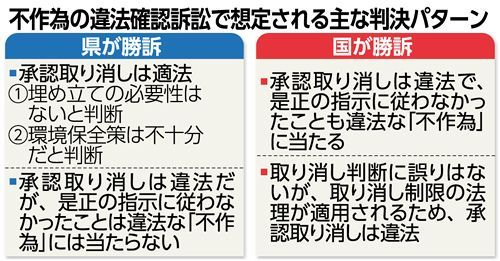 不作為の違法確認訴訟で想定される主な判決パターン
県が勝訴
■承認取り消しは適法
①埋め立ての必要性は
ないと判断
②環境保全策は不十分
だと判断
■承認取り消しは違法だ
が、是正の指示に従わな
かったことは違法な「不作
為」には当たらない
国が勝訴
■承認取り消しは違法で、
是正の指示に従わなかっ
たことも違法な「不作為」
に当たる
■取り消し判断に誤りはな
いが、取り消し制限の法
理が適用されるため、承
認取り消しは違法